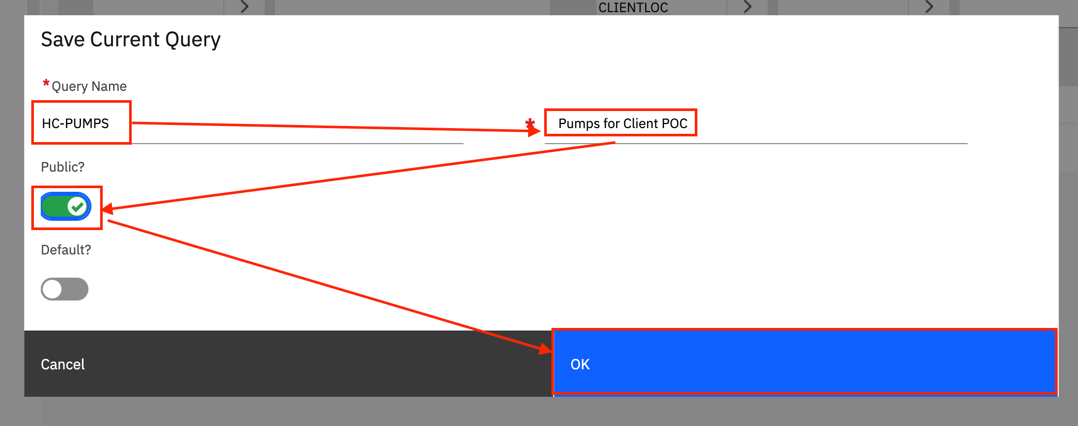 CLIENTLOC
Save Current Query
*Query Name
HC-PUMPS
* Pumps for Client POC
Public?
Default?
Cancel
OK